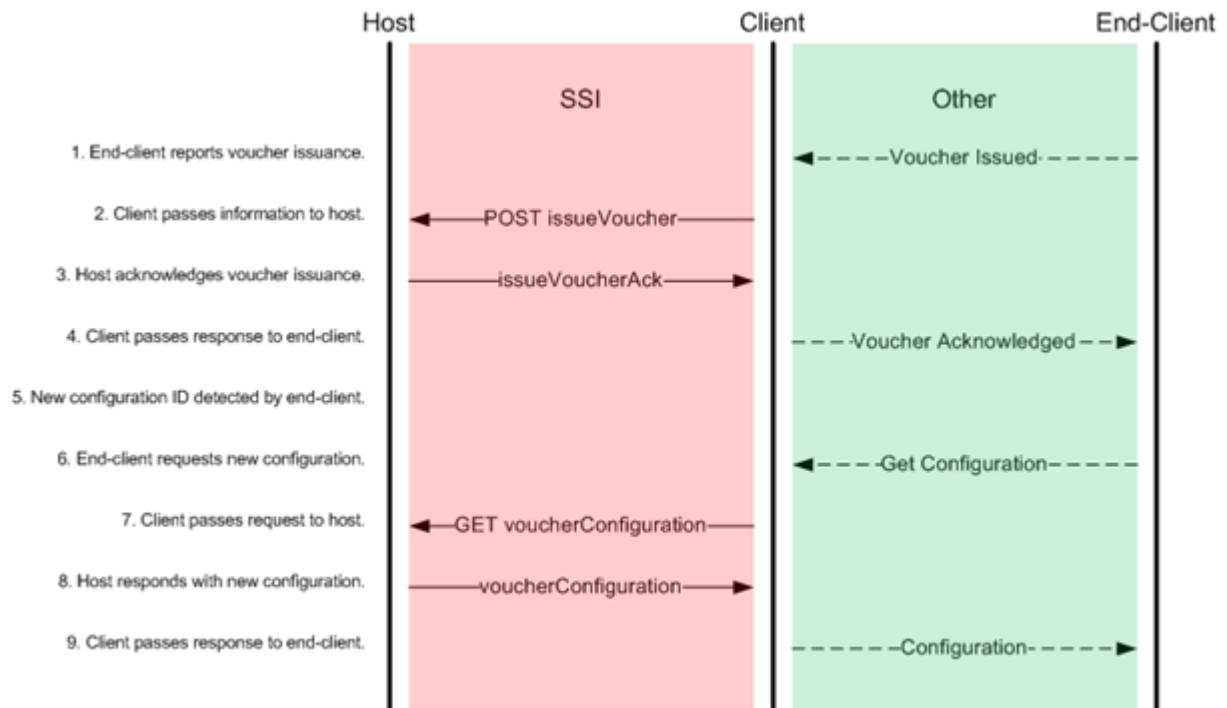 Host
Client
End-Client
SSI
Other
1. End-client reports voucher issuance.
Voucher Issued
2. Client passes information to host.
POST issueVoucher
3. Host acknowledges voucher issuance.
issueVoucherAck
4. Client passes response to end-client.
Voucher Acknowledged
5. New configuration ID detected by end-client.
6. End-client requests new configuration.
Get Configuration
7. Client passes request to host.
GET voucherConfiguration
8. Host responds with new configuration.
voucherConfiguration
9. Client passes response to end-client.
Configuration